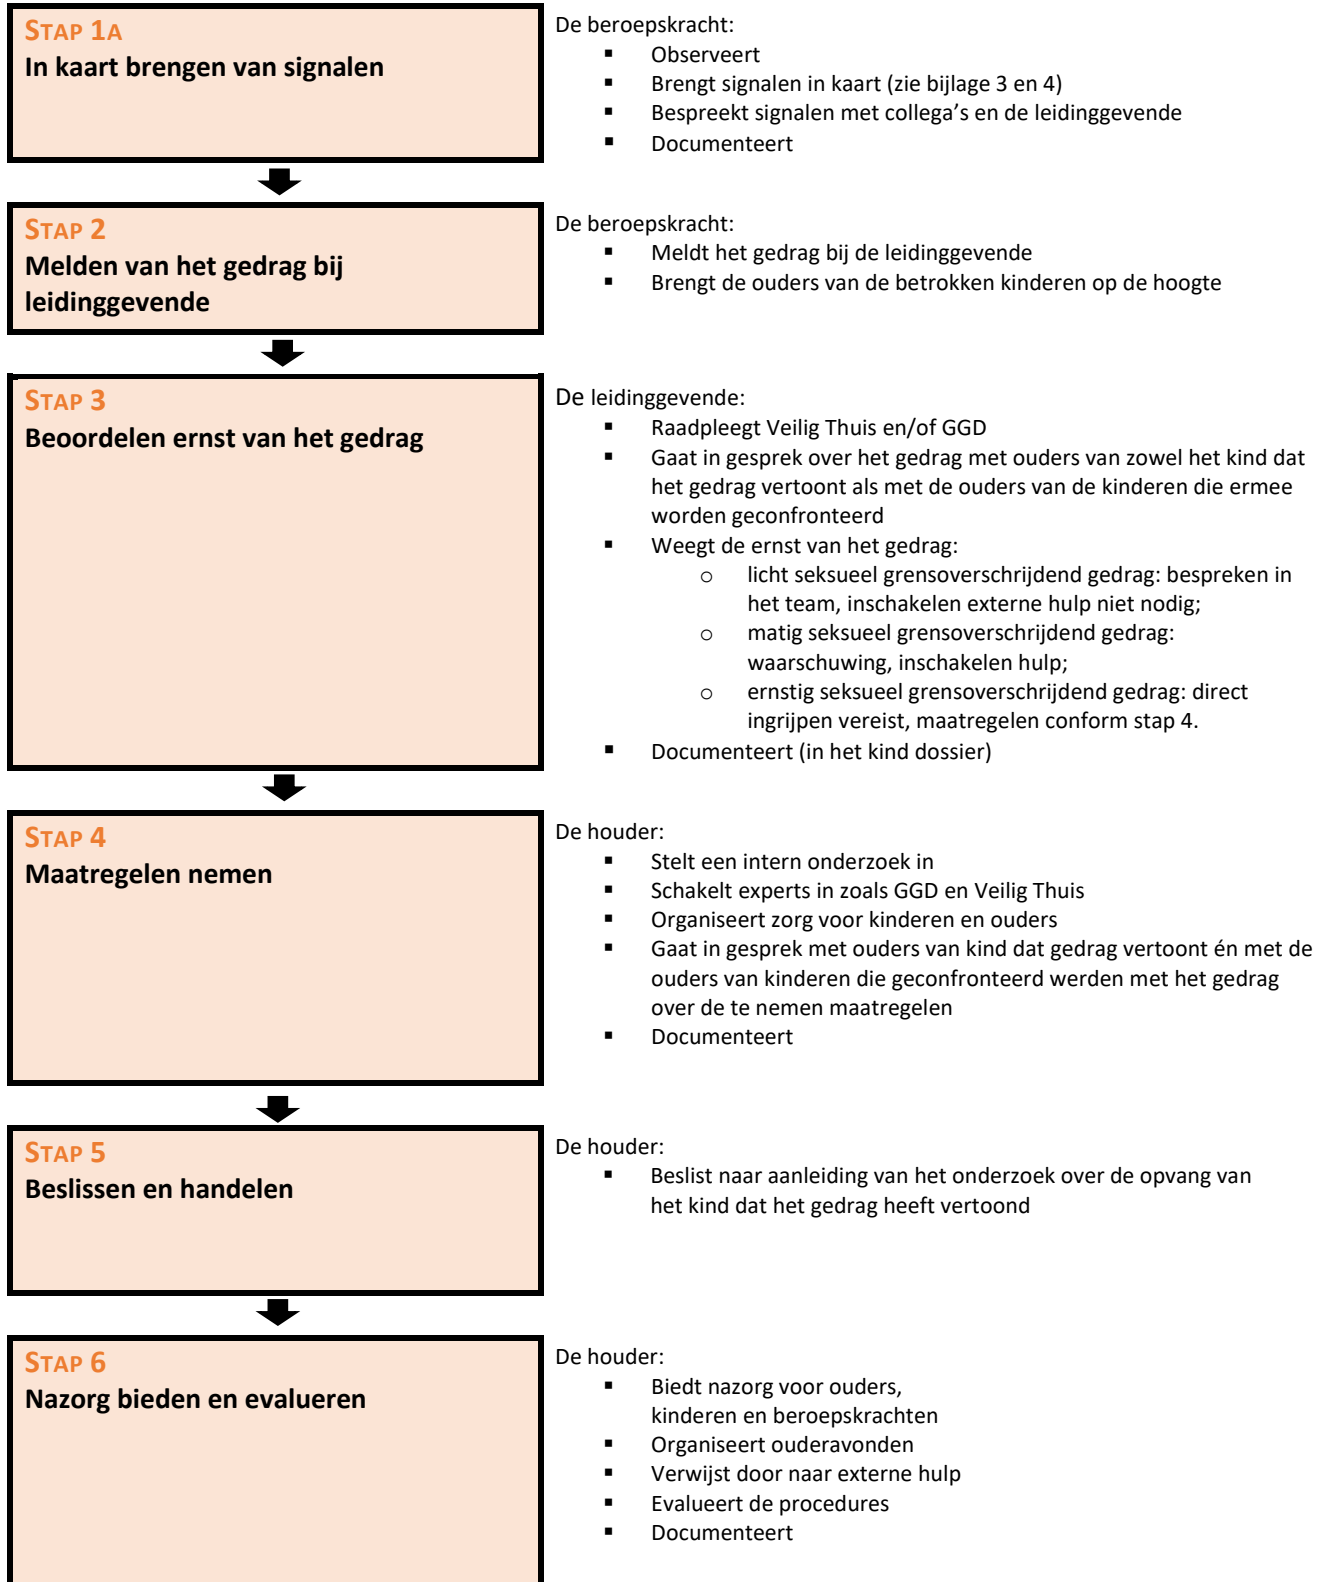 STAP 1A
In kaart brengen van signalen
De beroepskracht:
▪ Observeert
▪ Brengt signalen in kaart (zie bijlage 3 en 4)
▪ Bespreekt signalen met collega's en de leidinggevende
▪ Documenteert
STAP 2
Melden van het gedrag bij
leidinggevende
De beroepskracht:
▪ Meldt het gedrag bij de leidinggevende
▪ Brengt de ouders van de betrokken kinderen op de hoogte
STAP 3
Beoordelen ernst van het gedrag
De leidinggevende:
▪ Raadpleegt Veilig Thuis en/of GGD
▪ Gaat in gesprek over het gedrag met ouders van zowel het kind dat
het gedrag vertoont als met de ouders van de kinderen die ermee
worden geconfronteerd
▪ Weegt de ernst van het gedrag:
o licht seksueel grensoverschrijdend gedrag: bespreken in
het team, inschakelen externe hulp niet nodig;
o matig seksueel grensoverschrijdend gedrag:
waarschuwing, inschakelen hulp;
o ernstig seksueel grensoverschrijdend gedrag: direct
ingrijpen vereist, maatregelen conform stap 4.
▪ Documenteert (in het kind dossier)
STAP 4
Maatregelen nemen
De houder:
▪ Stelt een intern onderzoek in
▪ Schakelt experts in zoals GGD en Veilig Thuis
▪ Organiseert zorg voor kinderen en ouders
▪ Gaat in gesprek met ouders van kind dat gedrag vertoont én met de
ouders van kinderen die geconfronteerd werden met het gedrag
over de te nemen maatregelen
▪ Documenteert
STAP 5
Beslissen en handelen
De houder:
▪ Beslist naar aanleiding van het onderzoek over de opvang van
het kind dat het gedrag heeft vertoond
STAP 6
Nazorg bieden en evalueren
De houder:
▪ Biedt nazorg voor ouders,
kinderen en beroepskrachten
▪ Organiseert ouderavonden
▪ Verwijst door naar externe hulp
▪ Evalueert de procedures
▪ Documenteert